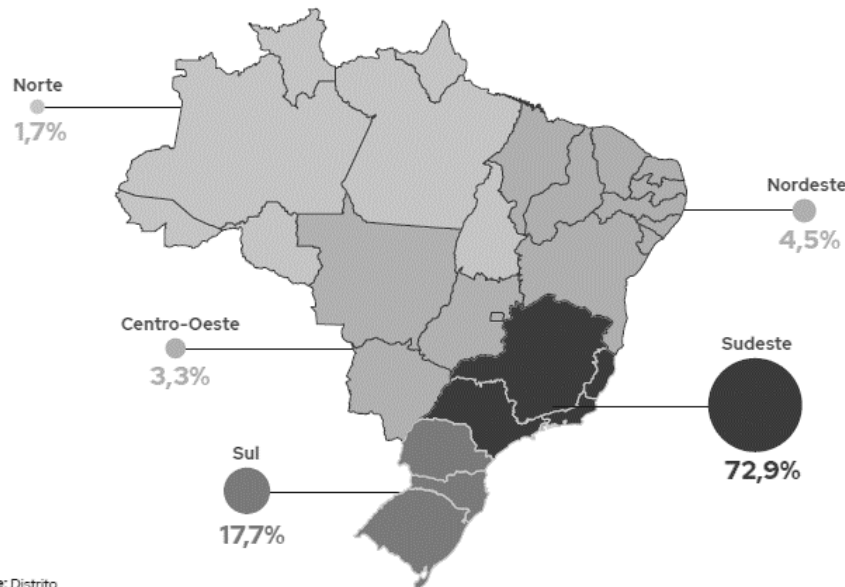 Norte
1,7%
Nordeste
4,5%
Centro-Oeste
3,3%
Sudeste
72,9%
Sul
17,7%
Distrito